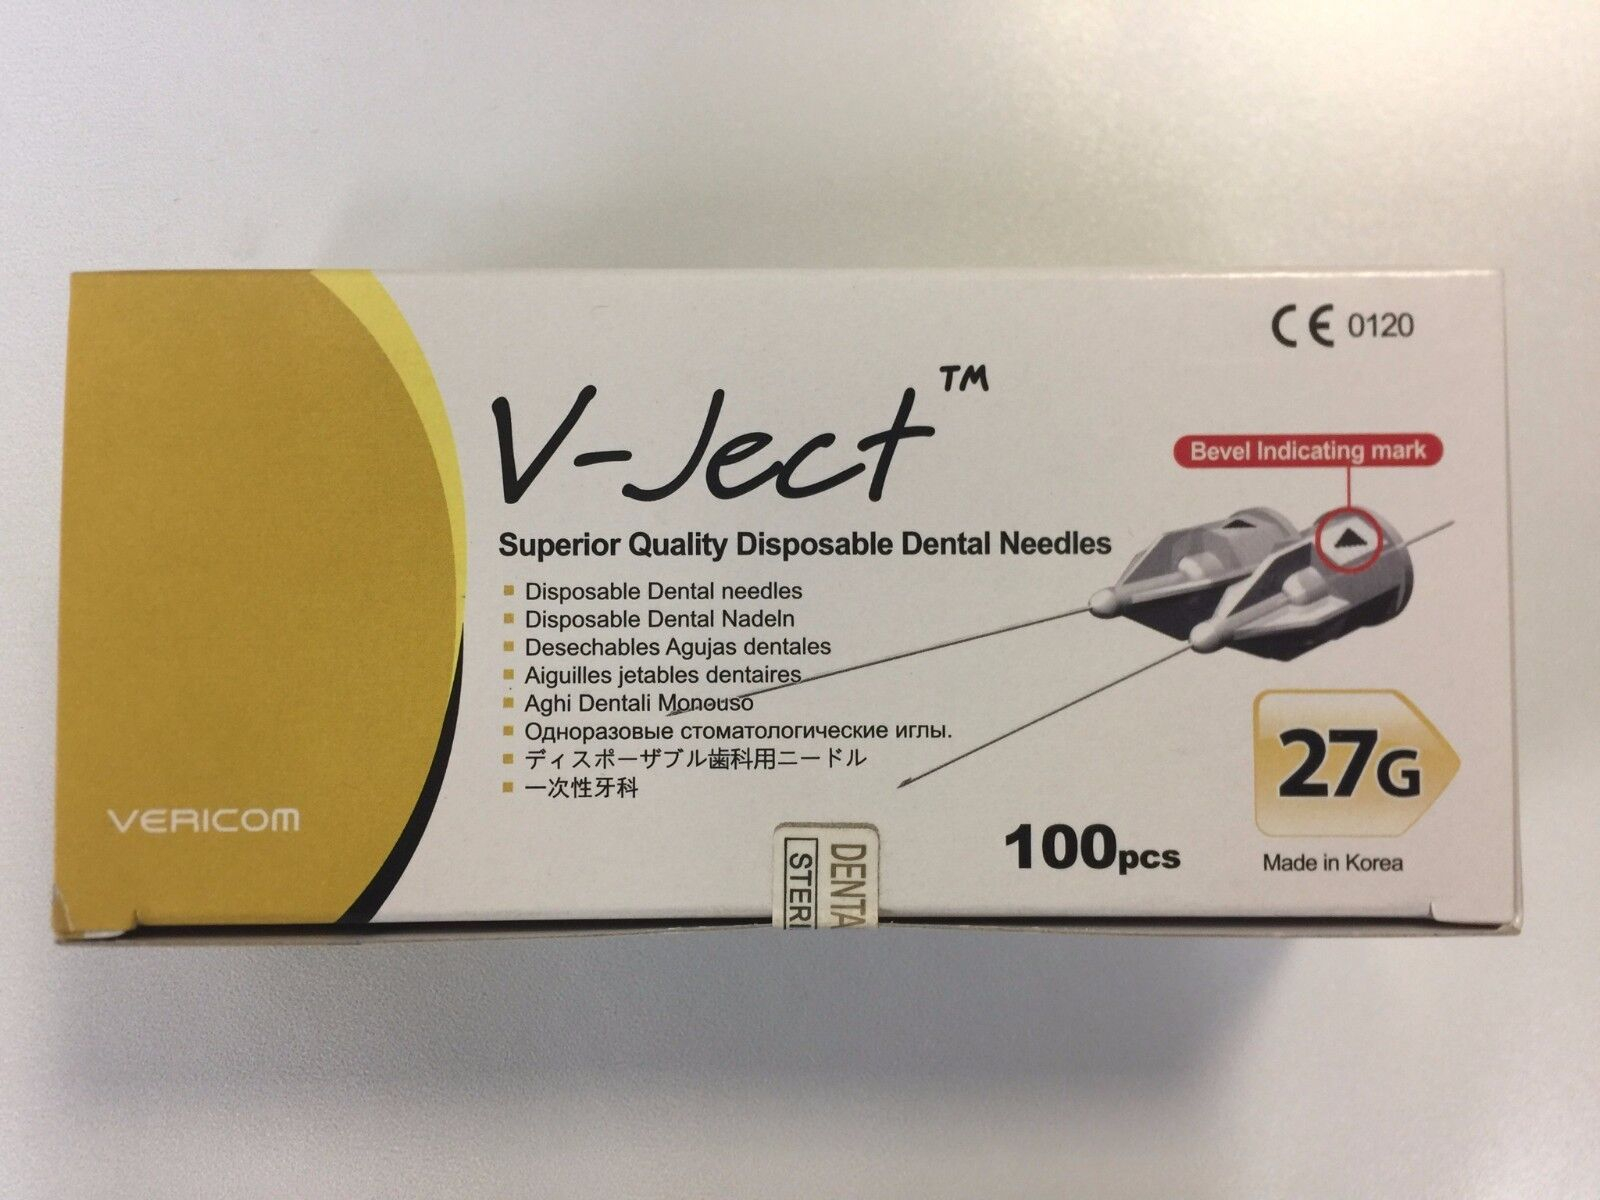 CE 0120
V-Ject™
Bevel Indicating mark
Superior Quality Disposable Dental Needles
Disposable Dental needles
Disposable Dental Nadeln
Desechables Agujas dentales
Aiguilles jetables dentaires
Aghi Dentali Monouso
Одноразовые стоматологические иглы.
ディスポーザブル歯科用ニードル
一次性牙科
27G
VERICOM
100pcs
Made in Korea
DENTA
STERI